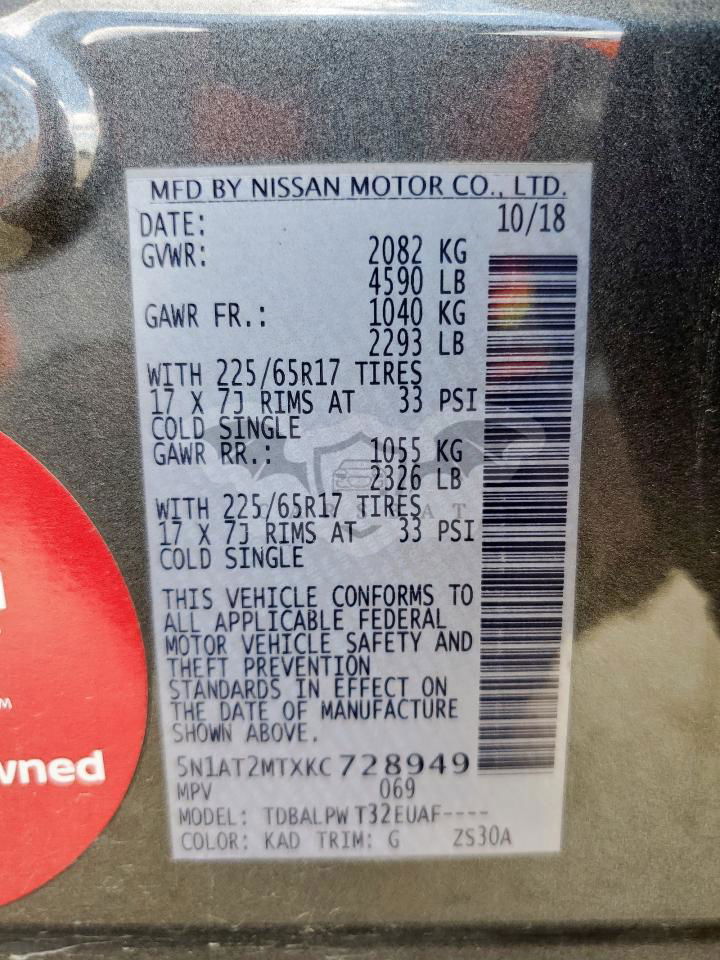 MFD BY NISSAN MOTOR CO., LTD.
DATE: 10/18
GVWR: 2082 KG
4590 LB
GAWR FR.: 1040 KG
2293 LB
WITH 225/65R17 TIRES
17 X 7J RIMS AT 33 PSI
COLD SINGLE
GAWR RR.: 1055 KG
2326 LB
WITH 225/65R17 TIRES
17 X 7J RIMS AT 33 PSI
COLD SINGLE
THIS VEHICLE CONFORMS TO
ALL APPLICABLE FEDERAL
MOTOR VEHICLE SAFETY AND
THEFT PREVENTION
STANDARDS IN EFFECT ON
THE DATE OF MANUFACTURE
SHOWN ABOVE.
5N1AT2MTXKC728949
MPV 069
MODEL: TDBALPW T32EUAF----
COLOR: KAD TRIM: G ZS30A
wned